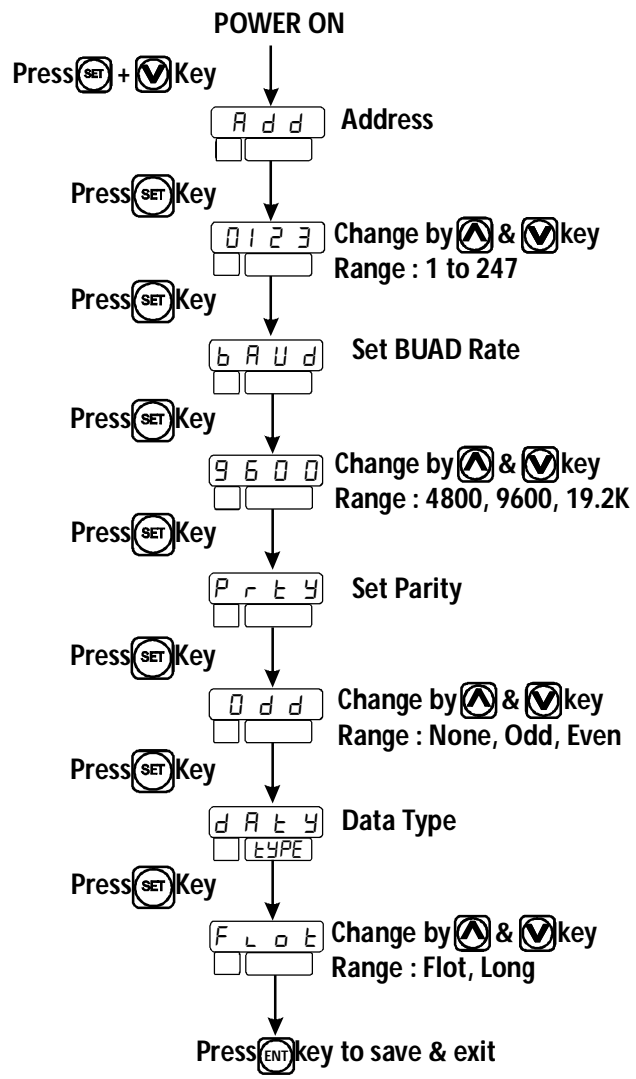 POWER ON
Press SET + Key
Add
Address
Press SET Key
0123
Change by & key
Range : 1 to 247
Press SET Key
bAUd
Set BUAD Rate
Press SET Key
9600
Change by & key
Range : 4800, 9600, 19.2K
Press SET Key
PrtY
Set Parity
Press SET Key
Odd
Change by & key
Range : None, Odd, Even
Press SET Key
dAtY
tYPE
Data Type
Press SET Key
FLot
Change by & key
Range : Flot, Long
Press ENT key to save & exit